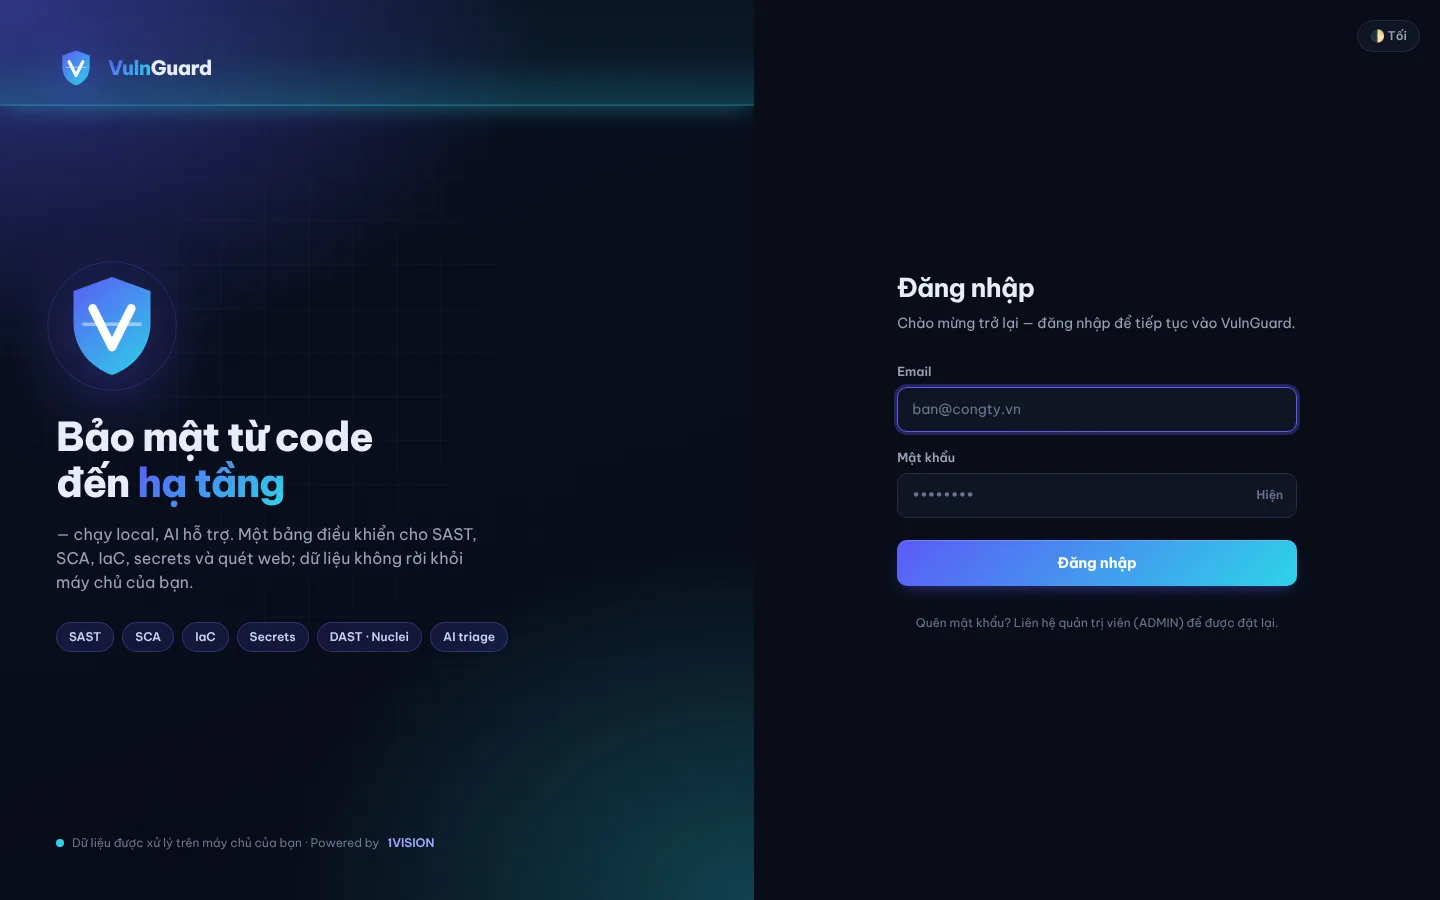 VulnGuard
Tối
Bảo mật từ code
đến hạ tầng
— chạy local, AI hỗ trợ. Một bảng điều khiển cho SAST,
SCA, IaC, secrets và quét web; dữ liệu không rời khỏi
máy chủ của bạn.
SAST
SCA
IaC
Secrets
DAST · Nuclei
AI triage
Dữ liệu được xử lý trên máy chủ của bạn · Powered by 1VISION
Đăng nhập
Chào mừng trở lại — đăng nhập để tiếp tục vào VulnGuard.
Email
ban@congty.vn
Mật khẩu
••••••••
Hiện
Đăng nhập
Quên mật khẩu? Liên hệ quản trị viên (ADMIN) để được đặt lại.